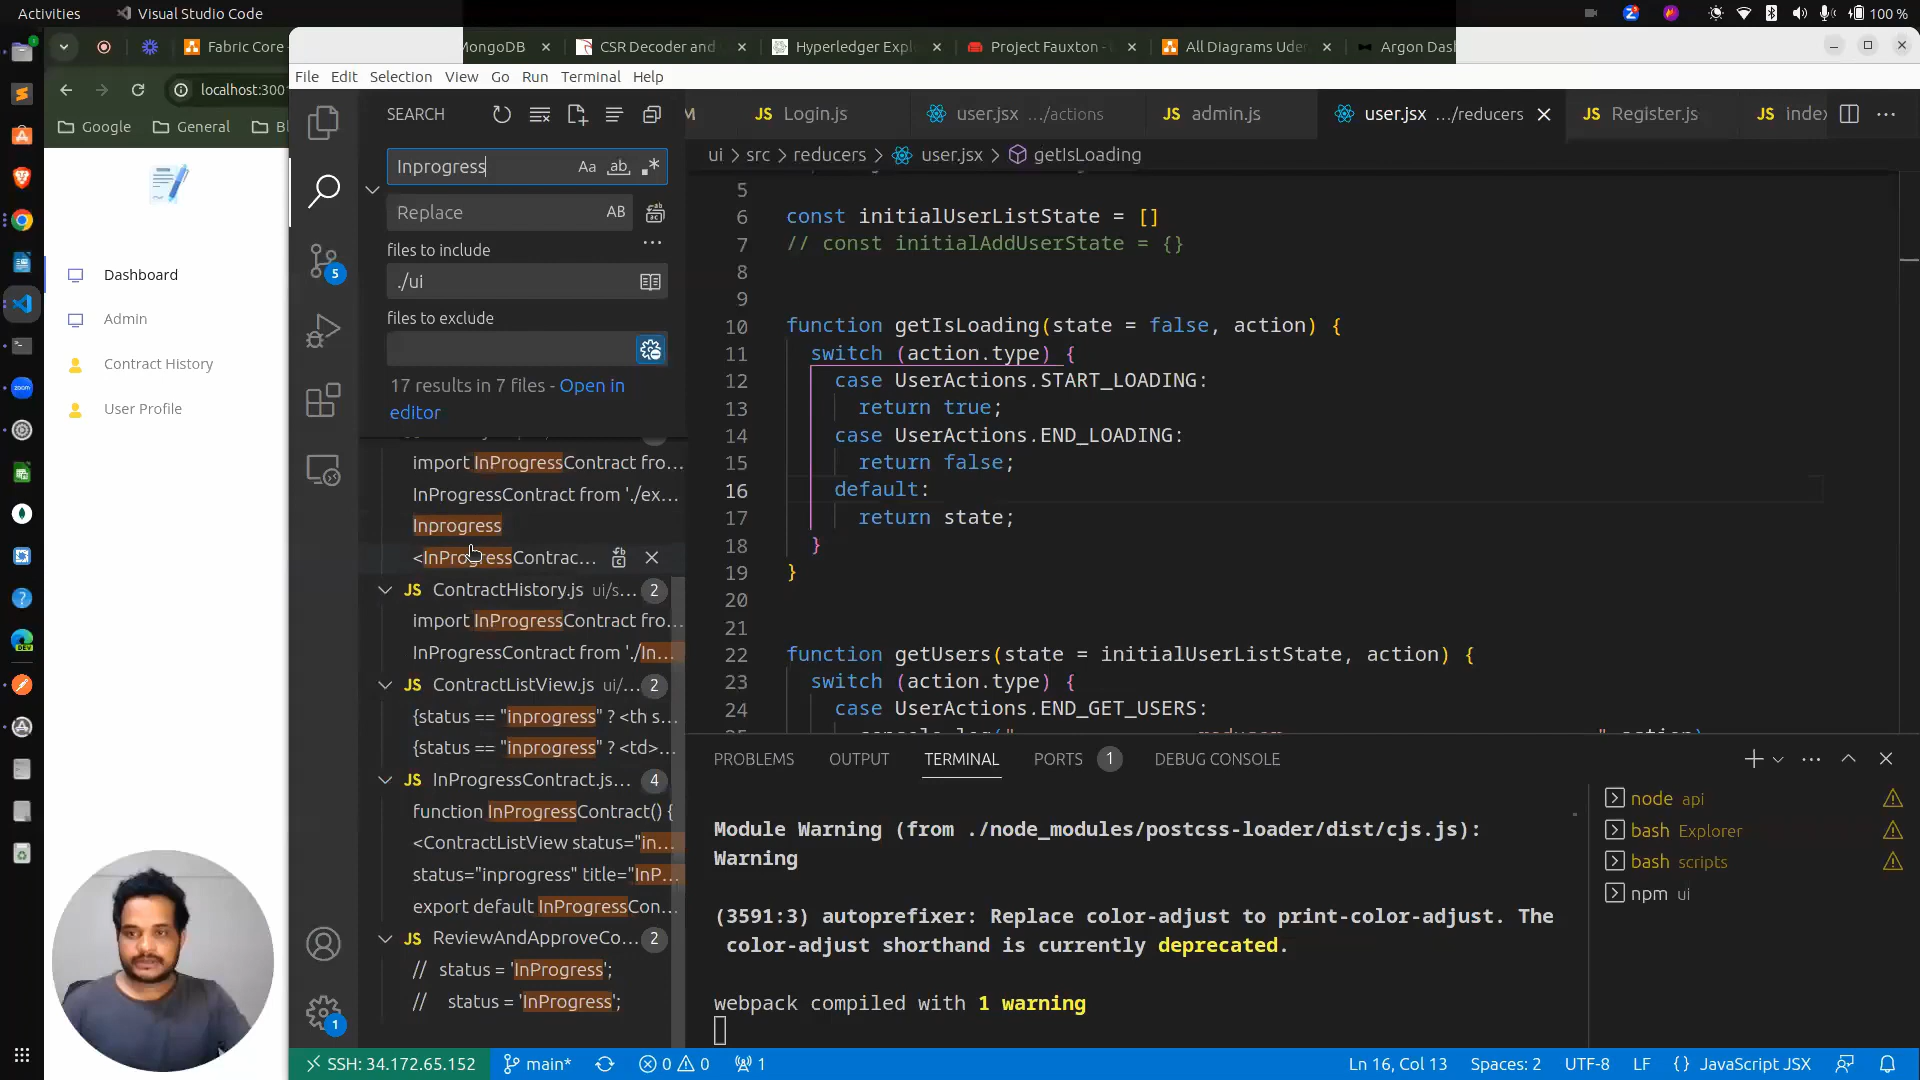 Activities
Visual Studio Code
100 %
Fabric Core
MongoDB
CSR Decoder and
Hyperledger Expl
Project Fauxton -
All Diagrams Uder
Argon Das
localhost:300
Google
General
Bl
Dashboard
Admin
Contract History
User Profile
File Edit Selection View Go Run Terminal Help
SEARCH
Inprogress
Aa
ab
Replace
AB
files to include
./ui
files to exclude
17 results in 7 files - Open in
editor
import InProgressContract fro...
InProgressContract from './ex...
Inprogress
<InProgressContrac...
JS ContractHistory.js ui/s... 2
import InProgressContract fro...
InProgressContract from './In...
JS ContractListView.js ui/... 2
{status == "inprogress" ? <th s...
{status == "inprogress" ? <td>...
JS InProgressContract.js... 4
function InProgressContract() {
<ContractListView status="in...
status="inprogress" title="InP...
export default InProgressCon...
JS ReviewAndApproveCo... 2
// status = 'InProgress';
// status = 'InProgress';
5
1
M
JS Login.js
user.jsx .../actions
JS admin.js
user.jsx .../reducers
JS Register.js
JS index
ui > src > reducers > user.jsx > getIsLoading
5
6 const initialUserListState = []
7 // const initialAddUserState = {}
8
9
10 function getIsLoading(state = false, action) {
11 switch (action.type) {
12 case UserActions.START_LOADING:
13 return true;
14 case UserActions.END_LOADING:
15 return false;
16 default:
17 return state;
18 }
19 }
20
21
22 function getUsers(state = initialUserListState, action) {
23 switch (action.type) {
24 case UserActions.END_GET_USERS:
PROBLEMS OUTPUT TERMINAL PORTS 1 DEBUG CONSOLE
Module Warning (from ./node_modules/postcss-loader/dist/cjs.js):
Warning
(3591:3) autoprefixer: Replace color-adjust to print-color-adjust. The
color-adjust shorthand is currently deprecated.
webpack compiled with 1 warning
node api
bash Explorer
bash scripts
npm ui
SSH: 34.172.65.152
main*
0 0
1
Ln 16, Col 13
Spaces: 2
UTF-8
LF
{} JavaScript JSX